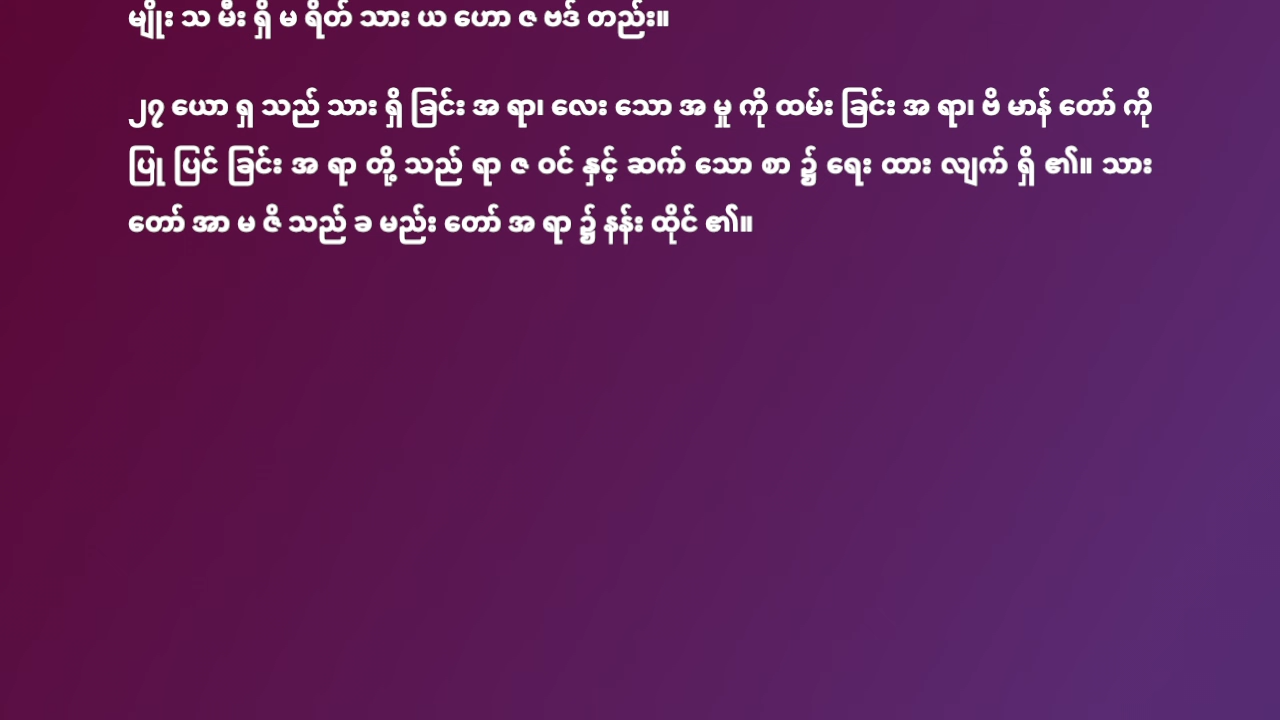 မျိုး သ မီး ရှိ မ ရိတ် သား ယ ဟော ဇ ဗဒ် တည်း။
၂၇ ယော ရှ သည် သား ရှိ ခြင်း အ ရာ၊ လေး သော အ မှု ကို ထမ်း ခြင်း အ ရာ၊ ဗိ မာန် တော် ကို
ပြု ပြင် ခြင်း အ ရာ တို့ သည် ရာ ဇ ဝင် နှင့် ဆက် သော စာ ၌ ရေး ထား လျက် ရှိ ၏။ သား
တော် အာ မ ဇိ သည် ခ မည်း တော် အ ရာ ၌ နန်း ထိုင် ၏။